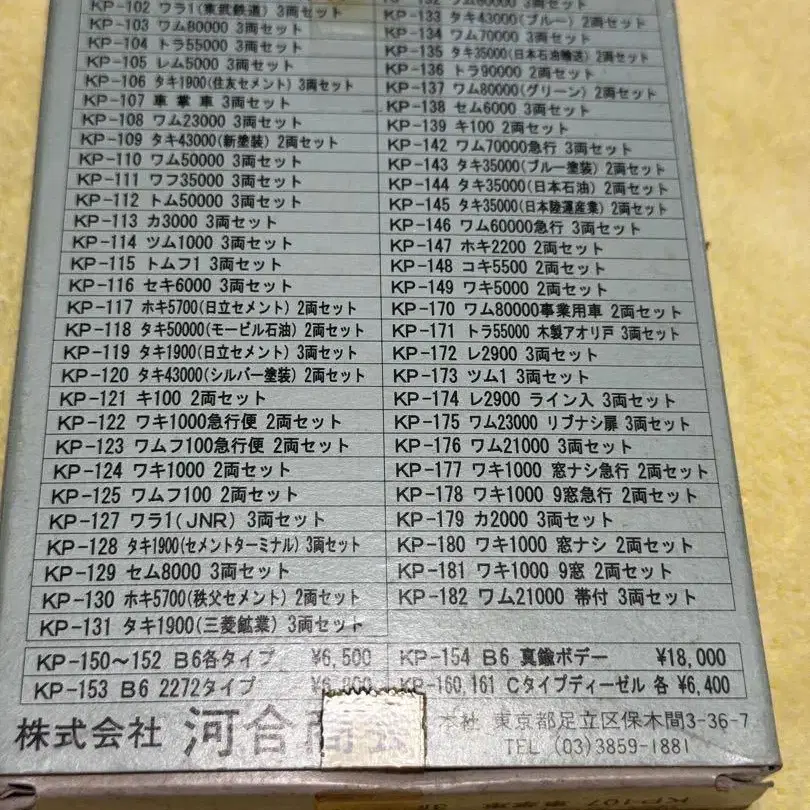 KP-102 ワラ1(東武鉄道) 3両セット
KP-103 ワム80000 3両セット
KP-104 トラ55000 3両セット
KP-105 レム5000 3両セット
KP-106 タキ1900(住友セメント) 3両セット
KP-107 車掌車 3両セット
KP-108 ワム23000 3両セット
KP-109 タキ43000(新塗装) 2両セット
KP-110 ワム50000 3両セット
KP-111 ワフ35000 3両セット
KP-112 トム50000 3両セット
KP-113 カ3000 3両セット
KP-114 ツム1000 3両セット
KP-115 トムフ1 3両セット
KP-116 セキ6000 3両セット
KP-117 ホキ5700(日立セメント) 2両セット
KP-118 タキ50000(モービル石油) 2両セット
KP-119 タキ1900(日立セメント) 3両セット
KP-120 タキ43000(シルバー塗装) 2両セット
KP-121 キ100 2両セット
KP-122 ワキ1000急行便 2両セット
KP-123 ワムフ100急行便 2両セット
KP-124 ワキ1000 2両セット
KP-125 ワムフ100 2両セット
KP-127 ワラ1(JNR) 3両セット
KP-128 タキ1900(セメントターミナル) 3両セット
KP-129 セム8000 3両セット
KP-130 ホキ5700(秩父セメント) 2両セット
KP-131 タキ1900(三菱鉱業) 3両セット
3両セット
KP-133 タキ43000(ブルー) 2両セット
KP-134 ワム70000 3両セット
KP-135 タキ35000(日本石油輸送) 2両セット
KP-136 トラ90000 2両セット
KP-137 ワム80000(グリーン) 2両セット
KP-138 セム6000 3両セット
KP-139 キ100 2両セット
KP-142 ワム70000急行 3両セット
KP-143 タキ35000(ブルー塗装) 2両セット
KP-144 タキ35000(日本石油) 2両セット
KP-145 タキ35000(日本陸運産業) 2両セット
KP-146 ワム60000急行 3両セット
KP-147 ホキ2200 2両セット
KP-148 コキ5500 2両セット
KP-149 ワキ5000 2両セット
KP-170 ワム80000事業用車 2両セット
KP-171 トラ55000 木製アオリ戸 3両セット
KP-172 レ2900 3両セット
KP-173 ツム1 3両セット
KP-174 レ2900 ライン入 3両セット
KP-175 ワム23000 リブナシ扉 3両セット
KP-176 ワム21000 3両セット
KP-177 ワキ1000 窓ナシ急行 2両セット
KP-178 ワキ1000 9窓急行 2両セット
KP-179 カ2000 3両セット
KP-180 ワキ1000 窓ナシ 2両セット
KP-181 ワキ1000 9窓 2両セット
KP-182 ワム21000 帯付 3両セット
KP-150~152 B6各タイプ ¥6,500
KP-153 B6 2272タイプ
KP-154 B6 真鍮ボデー ¥18,000
KP-160,161 Cタイプディーゼル 各 ¥6,400
株式会社 河合商会
本社 東京都足立区保木間3-36-7
TEL (03)3859-1881